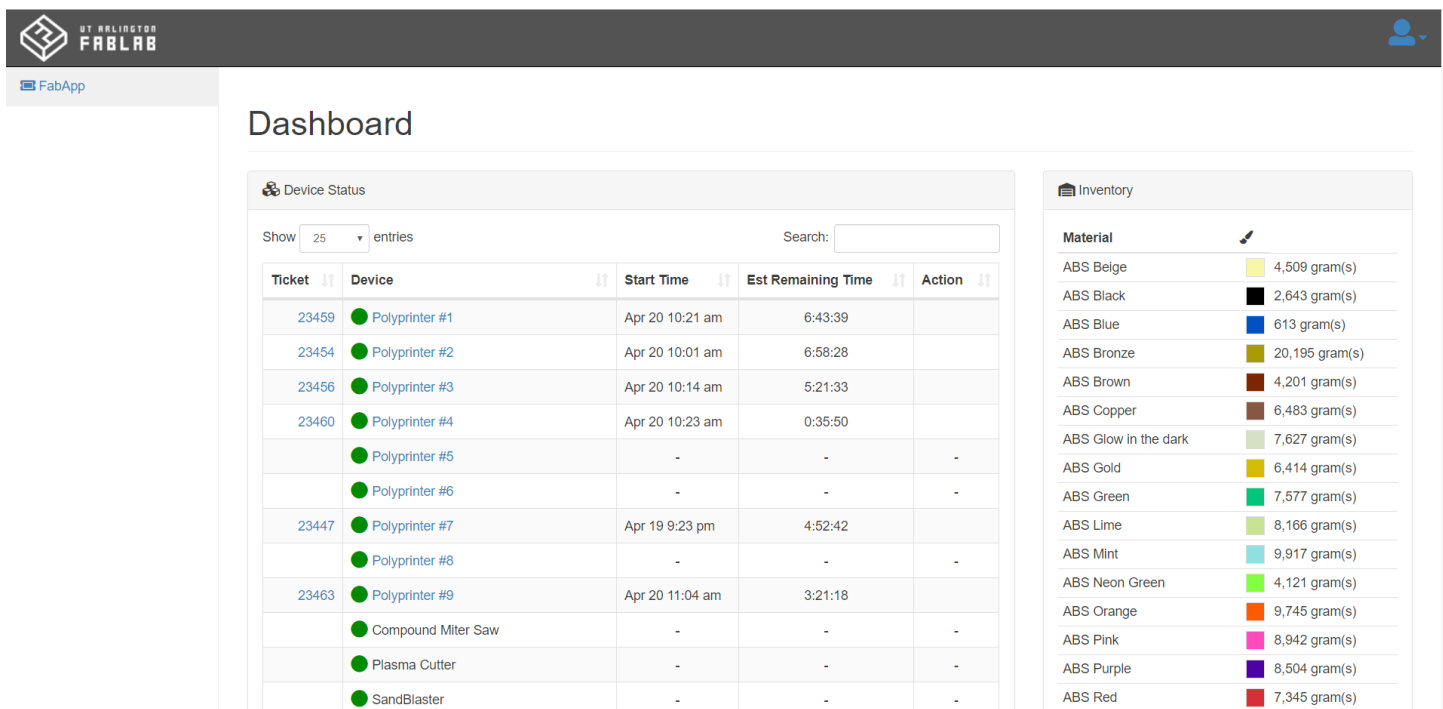 UT ARLINGTON
FABLAB
FabApp
Dashboard
Device Status
Show 25 entries
Search:
Ticket Device Start Time Est Remaining Time Action
23459 Polyprinter #1 Apr 20 10:21 am 6:43:39
23454 Polyprinter #2 Apr 20 10:01 am 6:58:28
23456 Polyprinter #3 Apr 20 10:14 am 5:21:33
23460 Polyprinter #4 Apr 20 10:23 am 0:35:50
Polyprinter #5 - - -
Polyprinter #6 - - -
23447 Polyprinter #7 Apr 19 9:23 pm 4:52:42
Polyprinter #8 - - -
23463 Polyprinter #9 Apr 20 11:04 am 3:21:18
Compound Miter Saw - - -
Plasma Cutter - - -
SandBlaster - - -
Inventory
Material
ABS Beige 4,509 gram(s)
ABS Black 2,643 gram(s)
ABS Blue 613 gram(s)
ABS Bronze 20,195 gram(s)
ABS Brown 4,201 gram(s)
ABS Copper 6,483 gram(s)
ABS Glow in the dark 7,627 gram(s)
ABS Gold 6,414 gram(s)
ABS Green 7,577 gram(s)
ABS Lime 8,166 gram(s)
ABS Mint 9,917 gram(s)
ABS Neon Green 4,121 gram(s)
ABS Orange 9,745 gram(s)
ABS Pink 8,942 gram(s)
ABS Purple 8,504 gram(s)
ABS Red 7,345 gram(s)